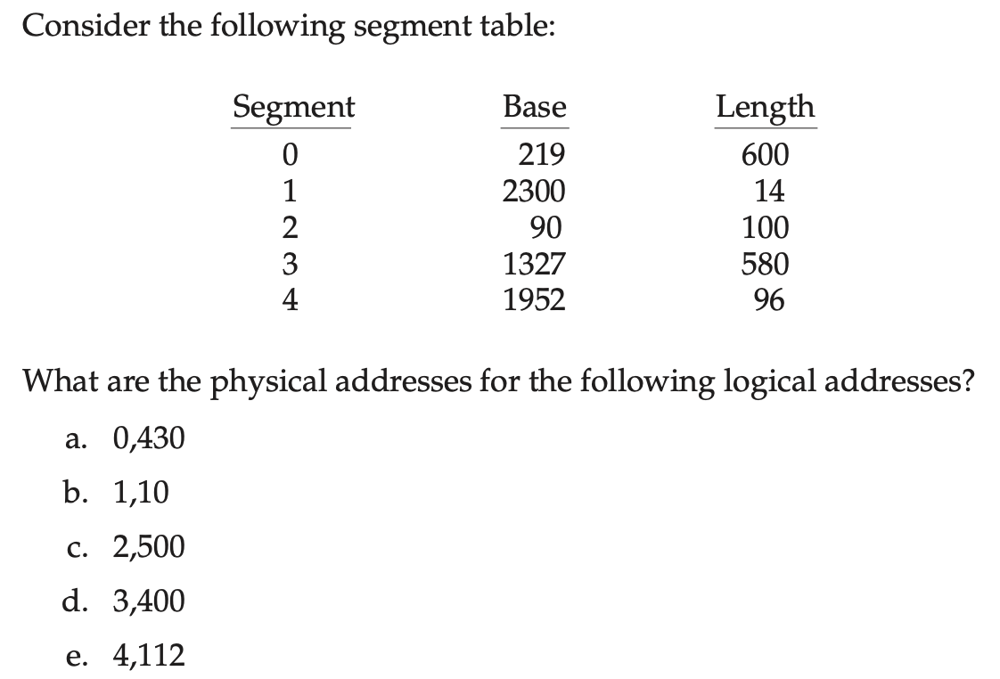 Consider the following segment table:
Segment Base Length
0 219 600
1 2300 14
2 90 100
3 1327 580
4 1952 96
What are the physical addresses for the following logical addresses?
a. 0,430
b. 1,10
c. 2,500
d. 3,400
e. 4,112